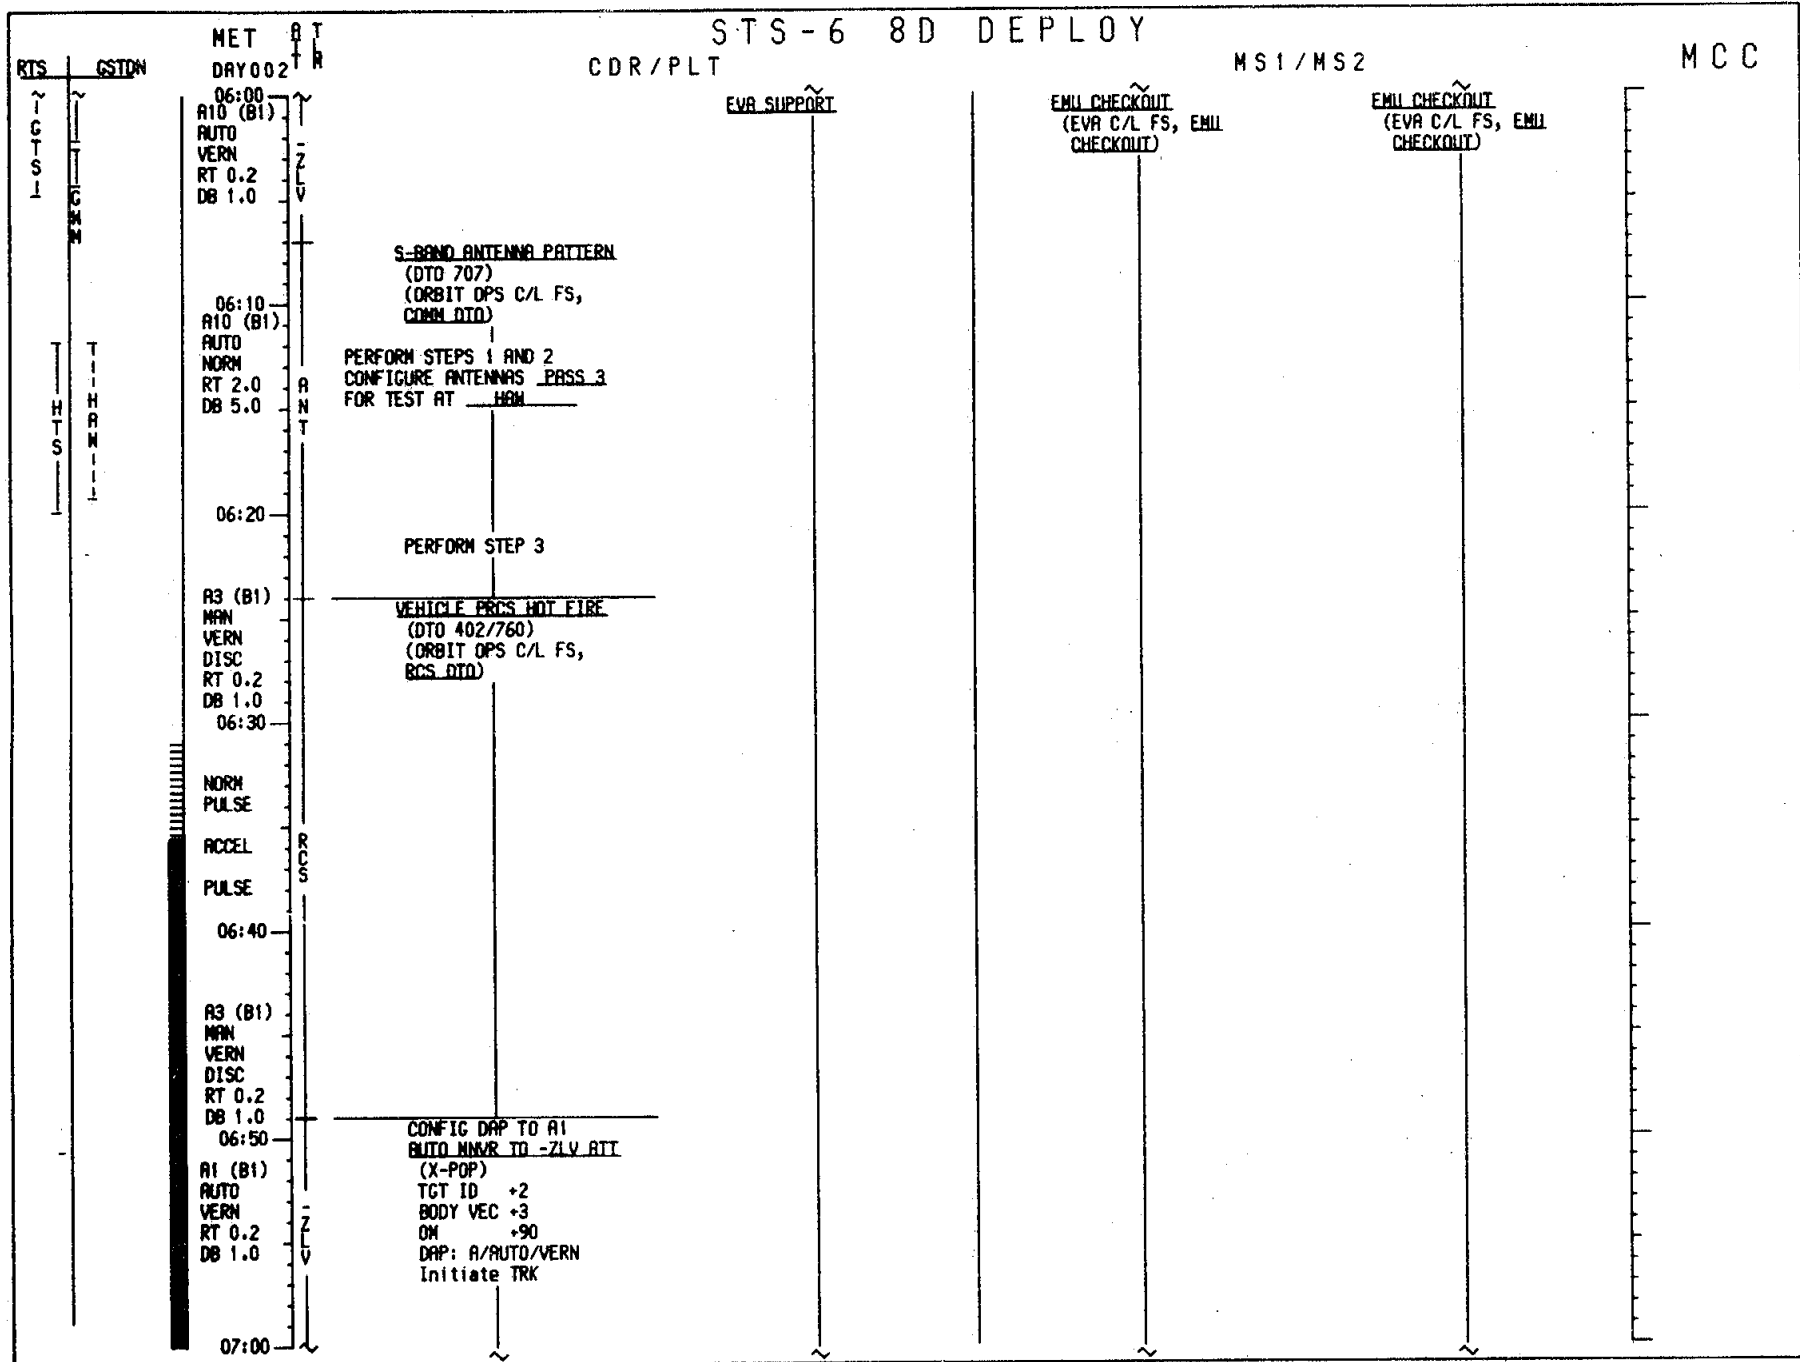 STS-6 8D DEPLOY
MET
ATT
TLR
RTS
GSTDN
DAY002
CDR/PLT
MS1/MS2
MCC
06:00
A10 (B1)
AUTO
VERN
RT 0.2
DB 1.0
GTS
GWM
-ZLV
EVA SUPPORT
EMU CHECKOUT
(EVA C/L FS, EMU
CHECKOUT)
EMU CHECKOUT
(EVA C/L FS, EMU
CHECKOUT)
S-BAND ANTENNA PATTERN
(DTO 707)
(ORBIT OPS C/L FS,
COMM DTO)
06:10
A10 (B1)
AUTO
NORM
RT 2.0
DB 5.0
HTS
HAW
ANT
PERFORM STEPS 1 AND 2
CONFIGURE ANTENNAS PASS 3
FOR TEST AT HAW
06:20
PERFORM STEP 3
A3 (B1)
MAN
VERN
DISC
RT 0.2
DB 1.0
VEHICLE PRCS HOT FIRE
(DTO 402/760)
(ORBIT OPS C/L FS,
RCS DTO)
06:30
NORM
PULSE
ACCEL
PULSE
RCS
06:40
A3 (B1)
MAN
VERN
DISC
RT 0.2
DB 1.0
06:50
CONFIG DAP TO A1
AUTO MNVR TO -ZLV ATT
(X-POP)
TGT ID +2
BODY VEC +3
OM +90
DAP: A/AUTO/VERN
Initiate TRK
A1 (B1)
AUTO
VERN
RT 0.2
DB 1.0
-ZLV
07:00